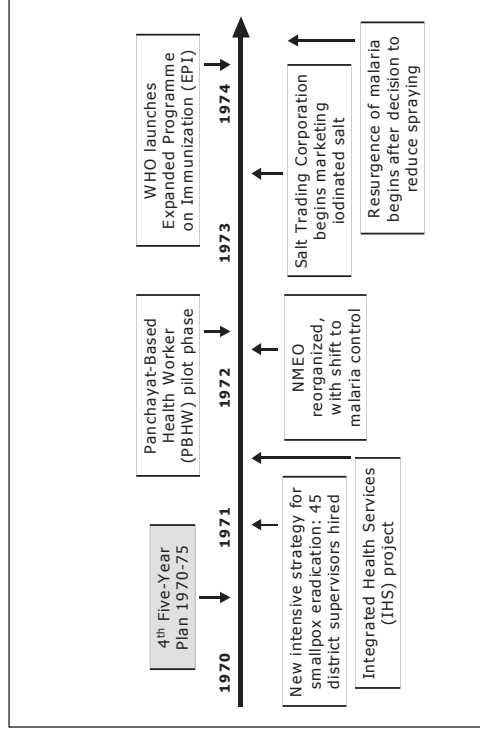 4th Five-Year
Plan 1970-75
Panchayat-Based
Health Worker
(PBHW) pilot phase
WHO launches
Expanded Programme
on Immunization (EPI)
1970
1971
1972
1973
1974
New intensive strategy for
smallpox eradication: 45
district supervisors hired
Integrated Health Services
(IHS) project
NMEO
reorganized,
with shift to
malaria control
Salt Trading Corporation
begins marketing
iodinated salt
Resurgence of malaria
begins after decision to
reduce spraying